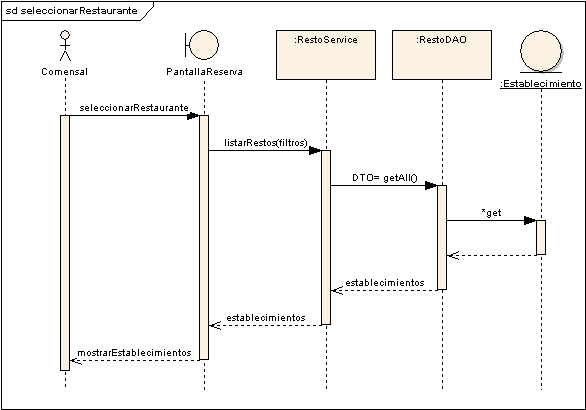 sd seleccionarRestaurante
:RestoService
:RestoDAO
Comensal
PantallaReserva
:Establecimiento
seleccionarRestaurante
listarRestos(filtros)
DTO= getAll()
*get
establecimientos
establecimientos
mostrarEstablecimientos